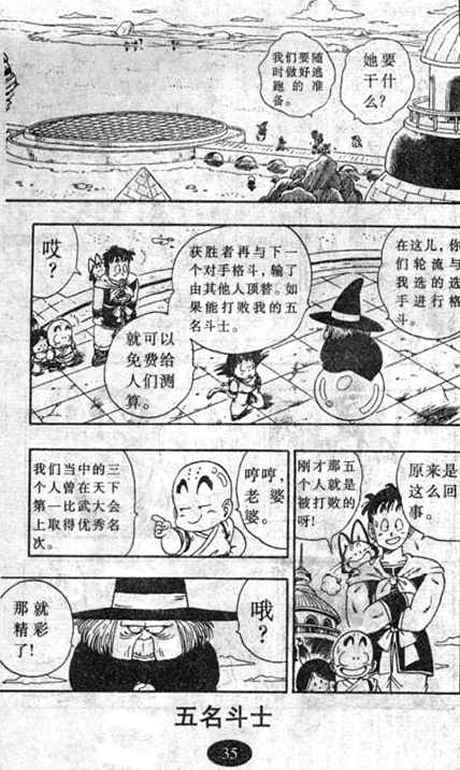 她要
干什
么?
我们要随
时做好逃
跑的准
备。
在这儿,你
们轮流与
我选的选
手进行格
斗。
获胜者再与下一
个对手格斗,输了
由其他人顶替。如
果能打败我的五
名斗士。
就可以
免费给
人们测
算。
哎?
原来是
这么回
事。
刚才那五
个人就是
被打败的
呀!
哼哼,
老婆
婆。
我们当中的三
个人曾在天下
第一比武大会
上取得优秀名
次。
哦?
那就
精彩
了!
五名斗士
35